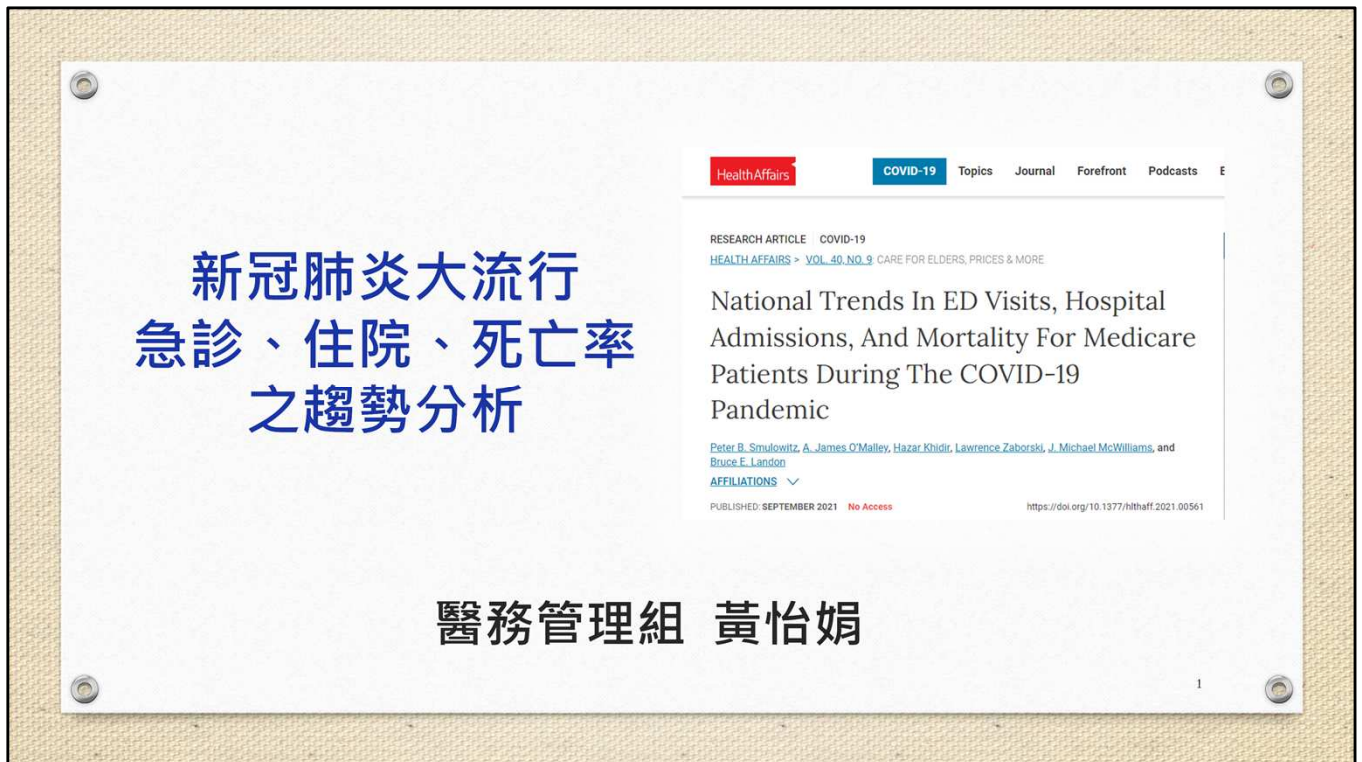 新冠肺炎大流行
急診、住院、死亡率
之趨勢分析
HealthAffairs
COVID-19 Topics Journal Forefront Podcasts E
RESEARCH ARTICLE COVID-19
HEALTH AFFAIRS > VOL. 40, NO. 9: CARE FOR ELDERS, PRICES & MORE
National Trends In ED Visits, Hospital
Admissions, And Mortality For Medicare
Patients During The COVID-19
Pandemic
Peter B. Smulowitz, A. James O'Malley, Hazar Khidir, Lawrence Zaborski, J. Michael McWilliams, and
Bruce E. Landon
AFFILIATIONS
PUBLISHED: SEPTEMBER 2021 No Access https://doi.org/10.1377/hlthaff.2021.00561
醫務管理組 黃怡娟
1